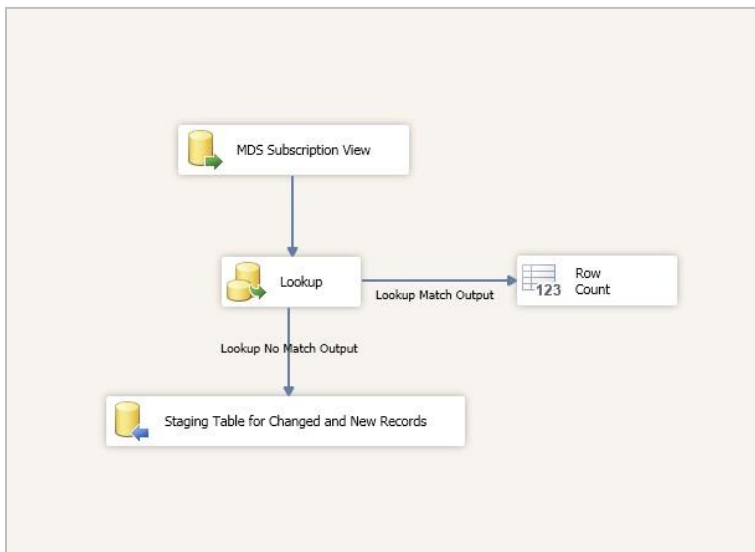 MDS Subscription View
Lookup
Row
Count
123
Lookup Match Output
Lookup No Match Output
Staging Table for Changed and New Records